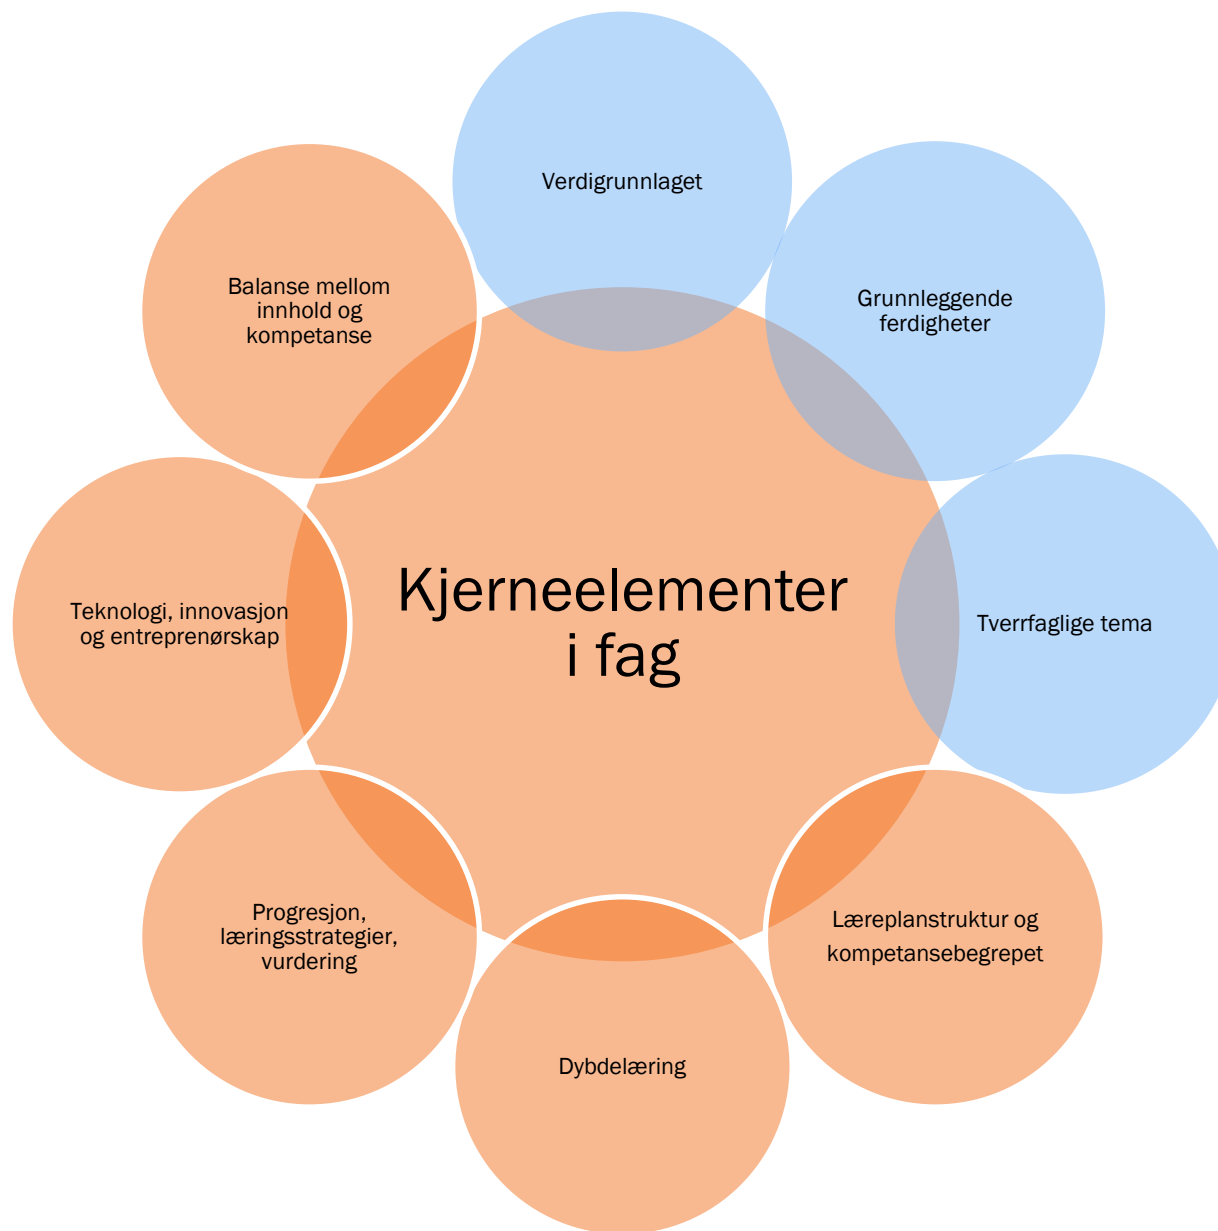 Verdigrunnlaget
Grunnleggende
ferdigheter
Tverrfaglige tema
Læreplanstruktur og
kompetansebegrepet
Dybdelæring
Progresjon,
læringsstrategier,
vurdering
Teknologi, innovasjon
og entreprenørskap
Balanse mellom
innhold og
kompetanse
Kjerneelementer
i fag